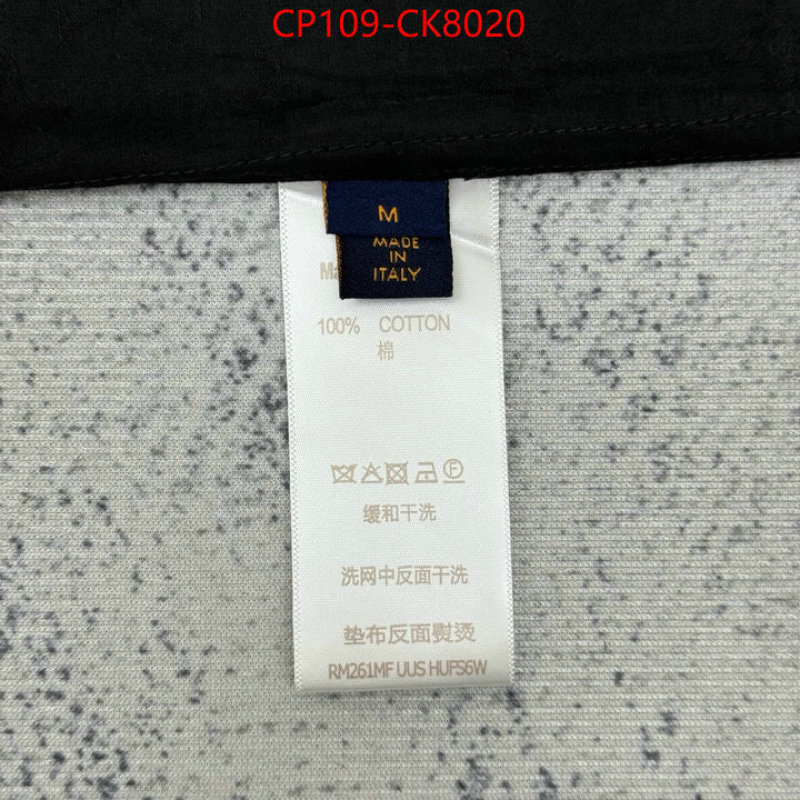 CP109-CK8020
M
MADE
IN
ITALY
100% COTTON
棉
缓和干洗
洗网中反面干洗
垫布反面熨烫
RM261MF UUS HUFS6W